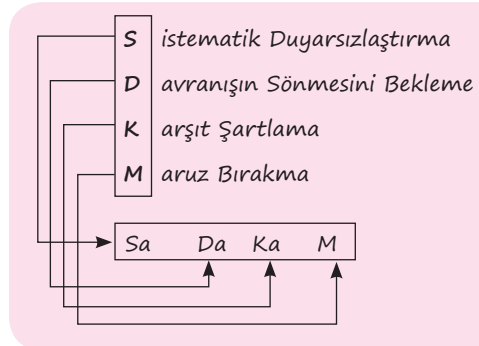 S istematik Duyarsızlaştırma
D avranışın Sönmesini Bekleme
K arşıt Şartlama
M aruz Bırakma
Sa Da Ka M